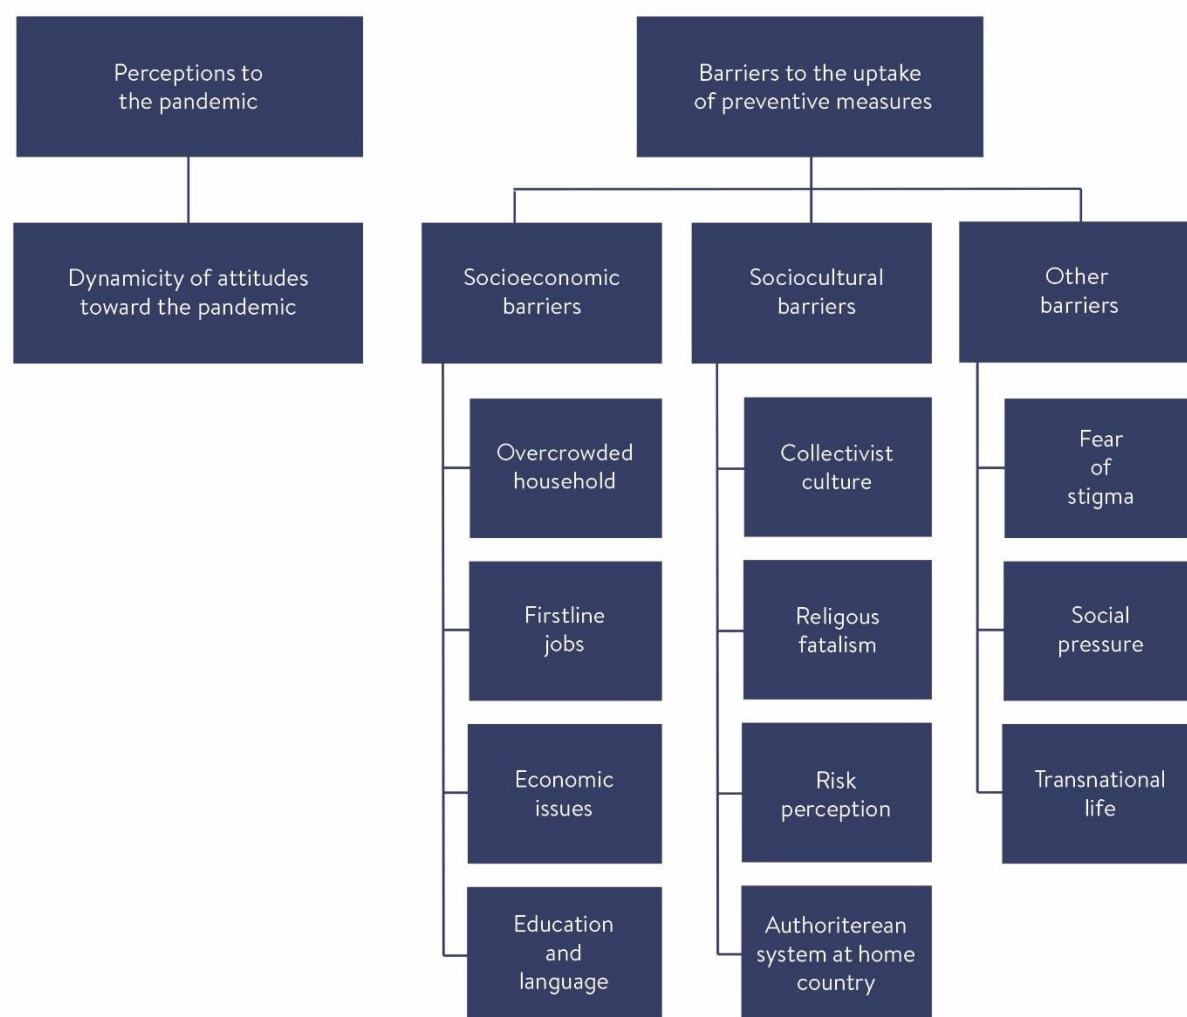 Perceptions to
the pandemic
Barriers to the uptake
of preventive measures
Dynamicity of attitudes
toward the pandemic
Socioeconomic
barriers
Sociocultural
barriers
Other
barriers
Overcrowded
household
Collectivist
culture
Fear
of
stigma
Firstline
jobs
Religous
fatalism
Social
pressure
Economic
issues
Risk
perception
Transnational
life
Education
and
language
Authoriterean
system at home
country